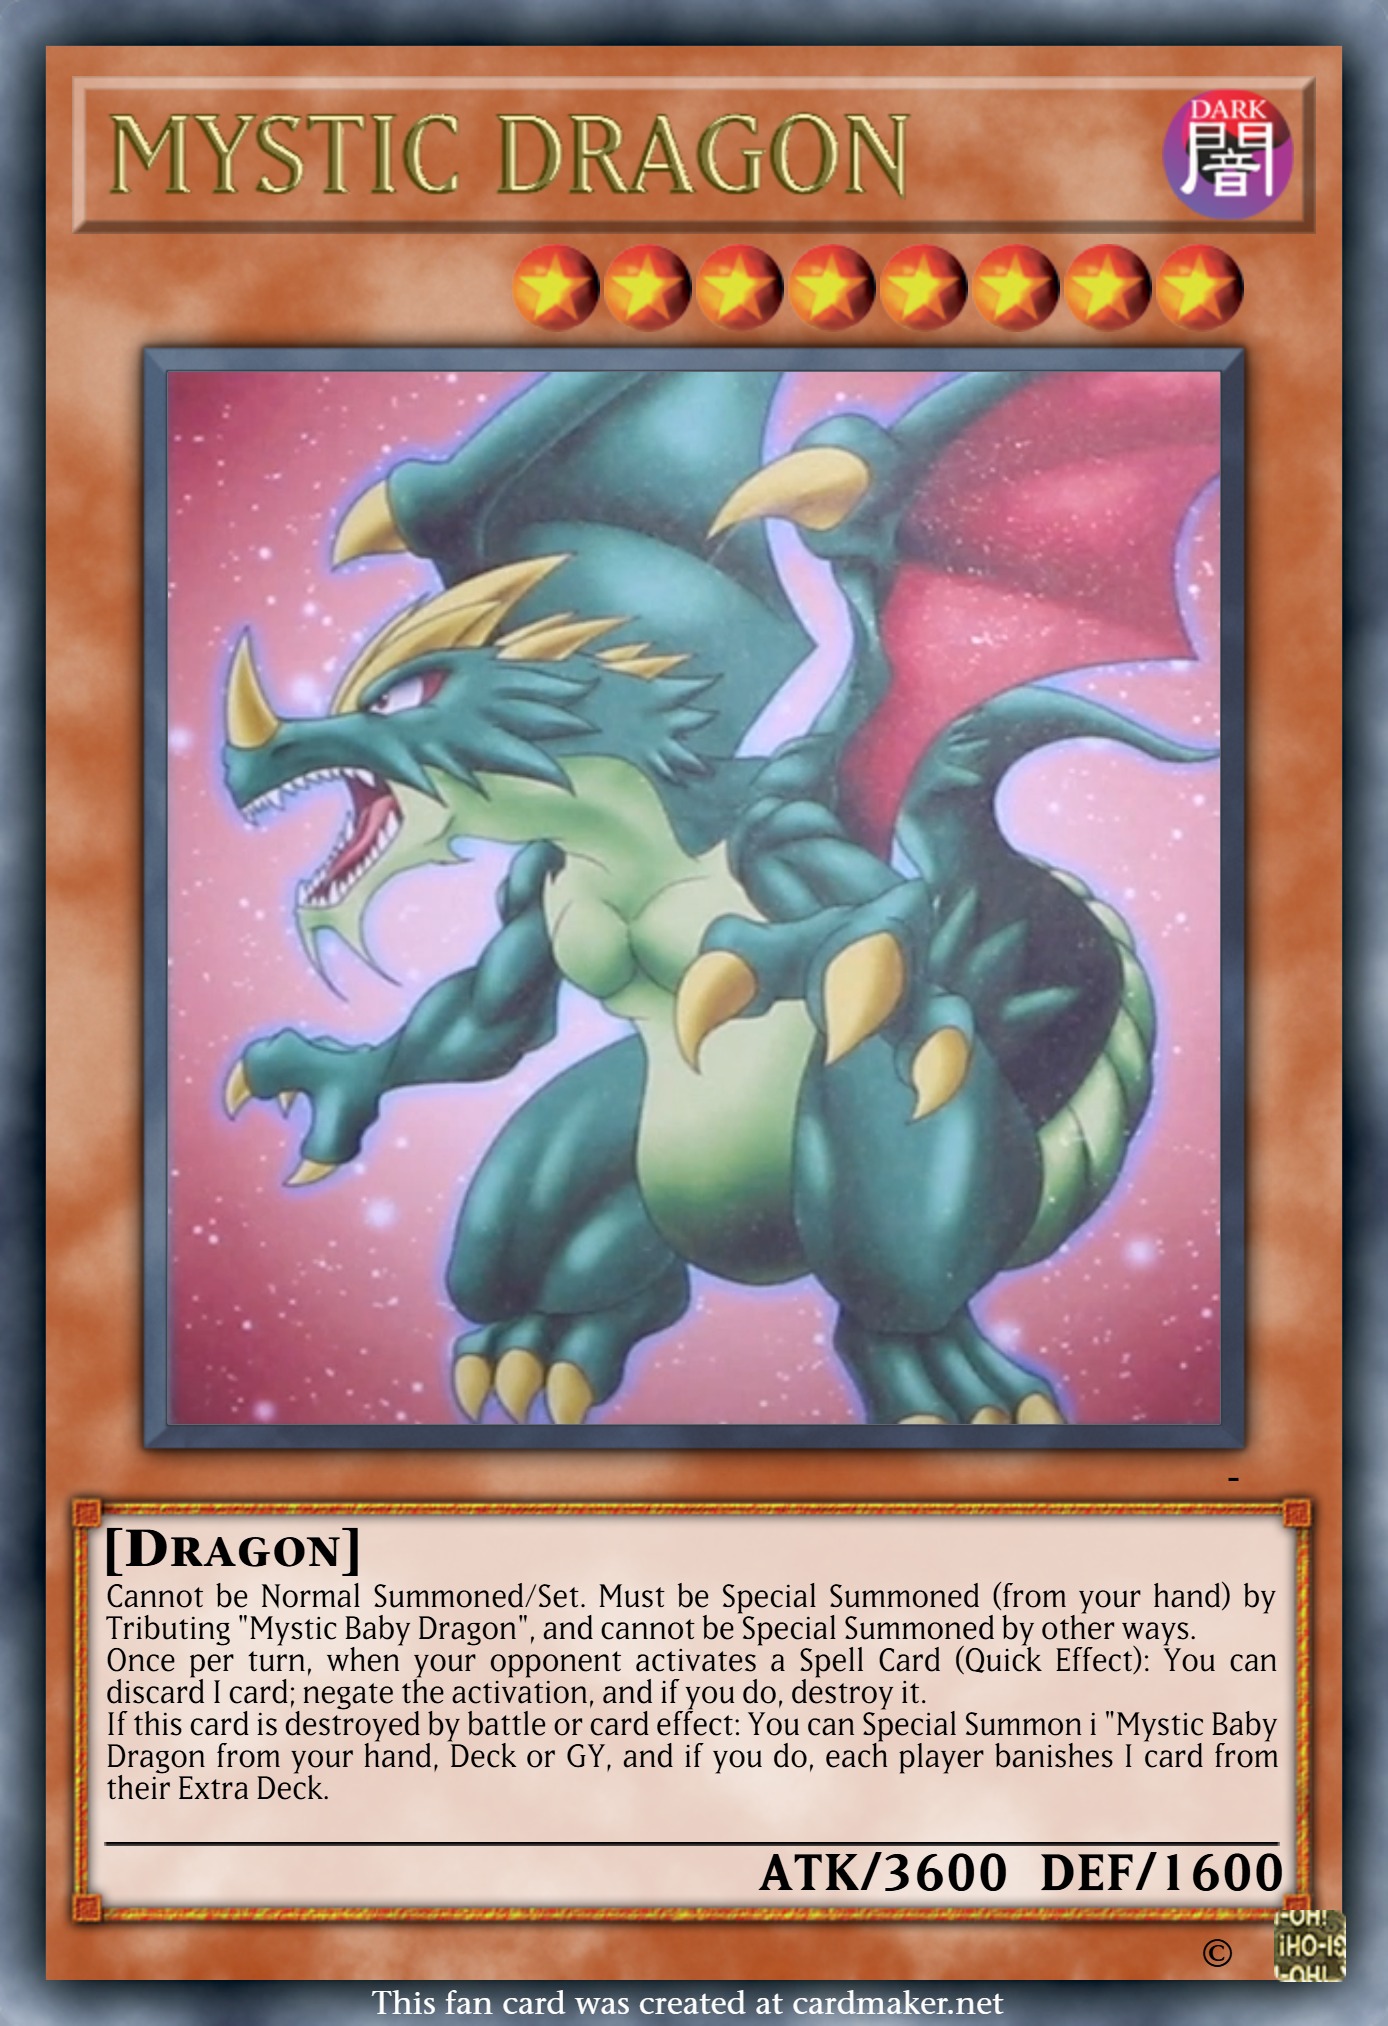 MYSTIC DRAGON
DARK
闇
-
[DRAGON]
Cannot be Normal Summoned/Set. Must be Special Summoned (from your hand) by
Tributing "Mystic Baby Dragon", and cannot be Special Summoned by other ways.
Once per turn, when your opponent activates a Spell Card (Quick Effect): You can
discard I card; negate the activation, and if you do, destroy it.
If this card is destroyed by battle or card effect: You can Special Summon i "Mystic Baby
Dragon from your hand, Deck or GY, and if you do, each player banishes I card from
their Extra Deck.
ATK/3600 DEF/1600
©
This fan card was created at cardmaker.net